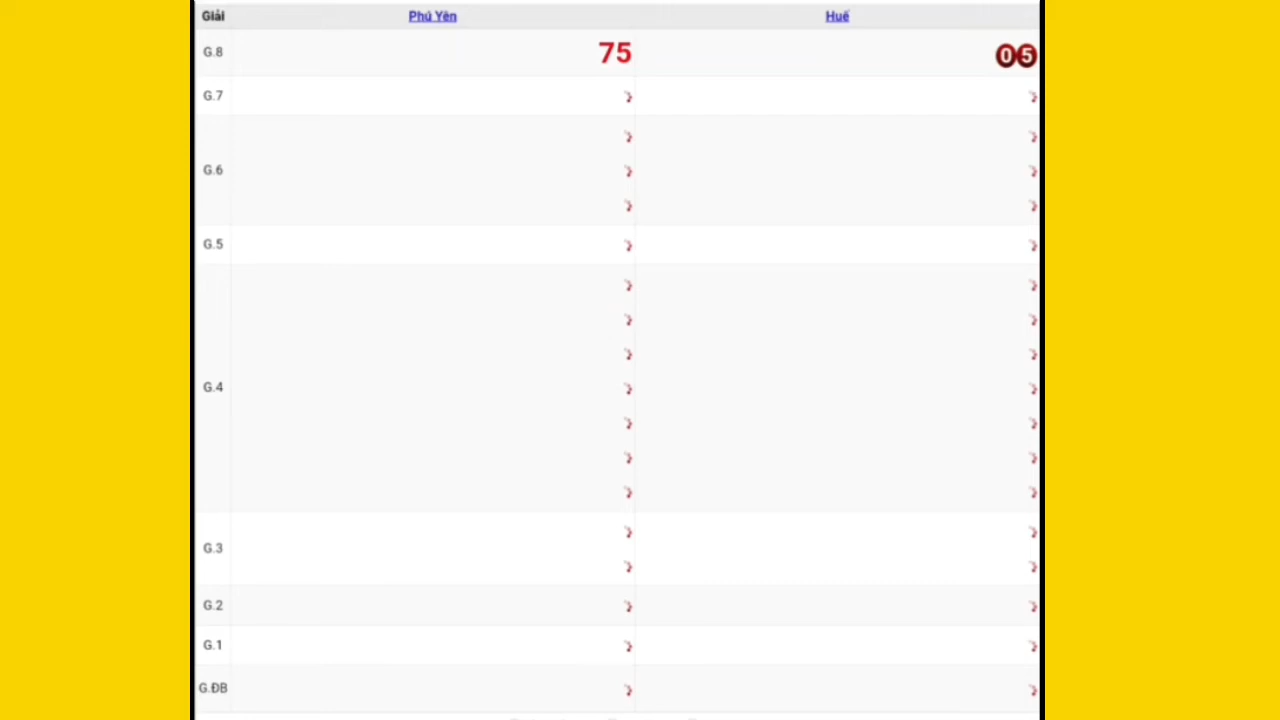 Giải Phú Yên Huế
G.8 75 05
G.7
G.6
G.5
G.4
G.3
G.2
G.1
G.ĐB